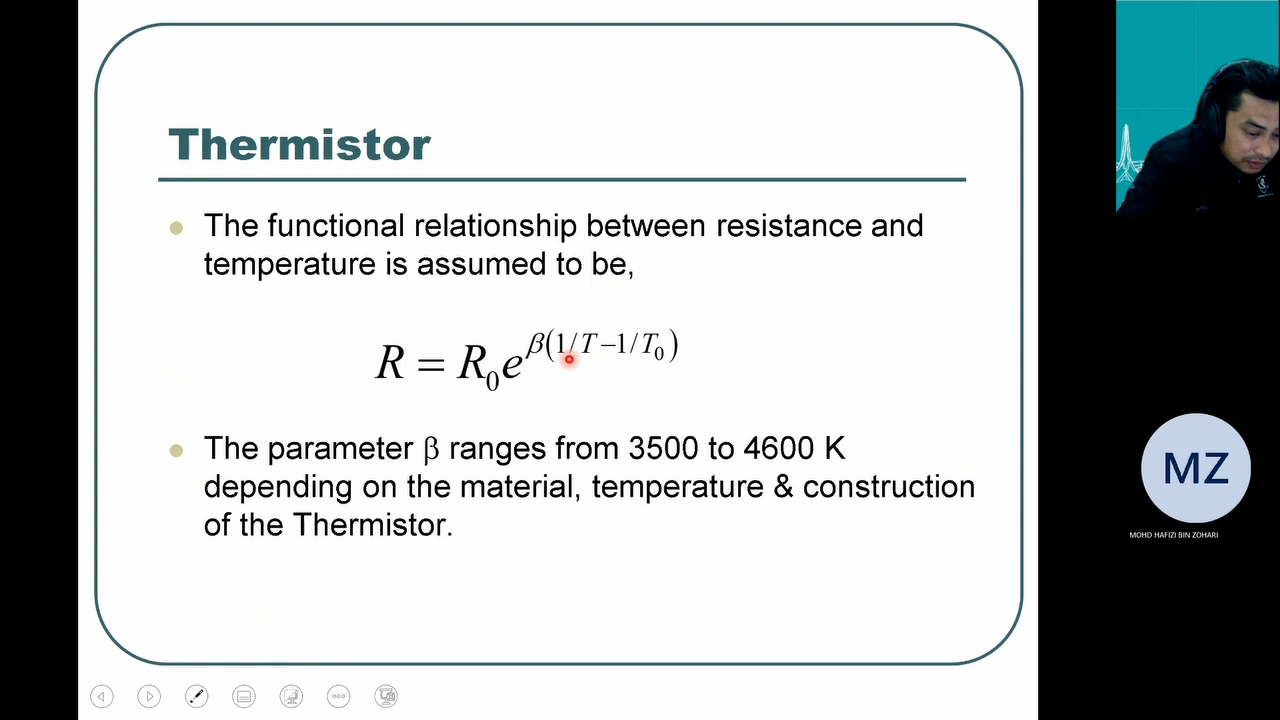 Thermistor
The functional relationship between resistance and
temperature is assumed to be,
R = R₀e^β(1/T−1/T₀)
The parameter β ranges from 3500 to 4600 K
depending on the material, temperature & construction
of the Thermistor.
MZ
MOHD HAFIZI BIN ZOHARI